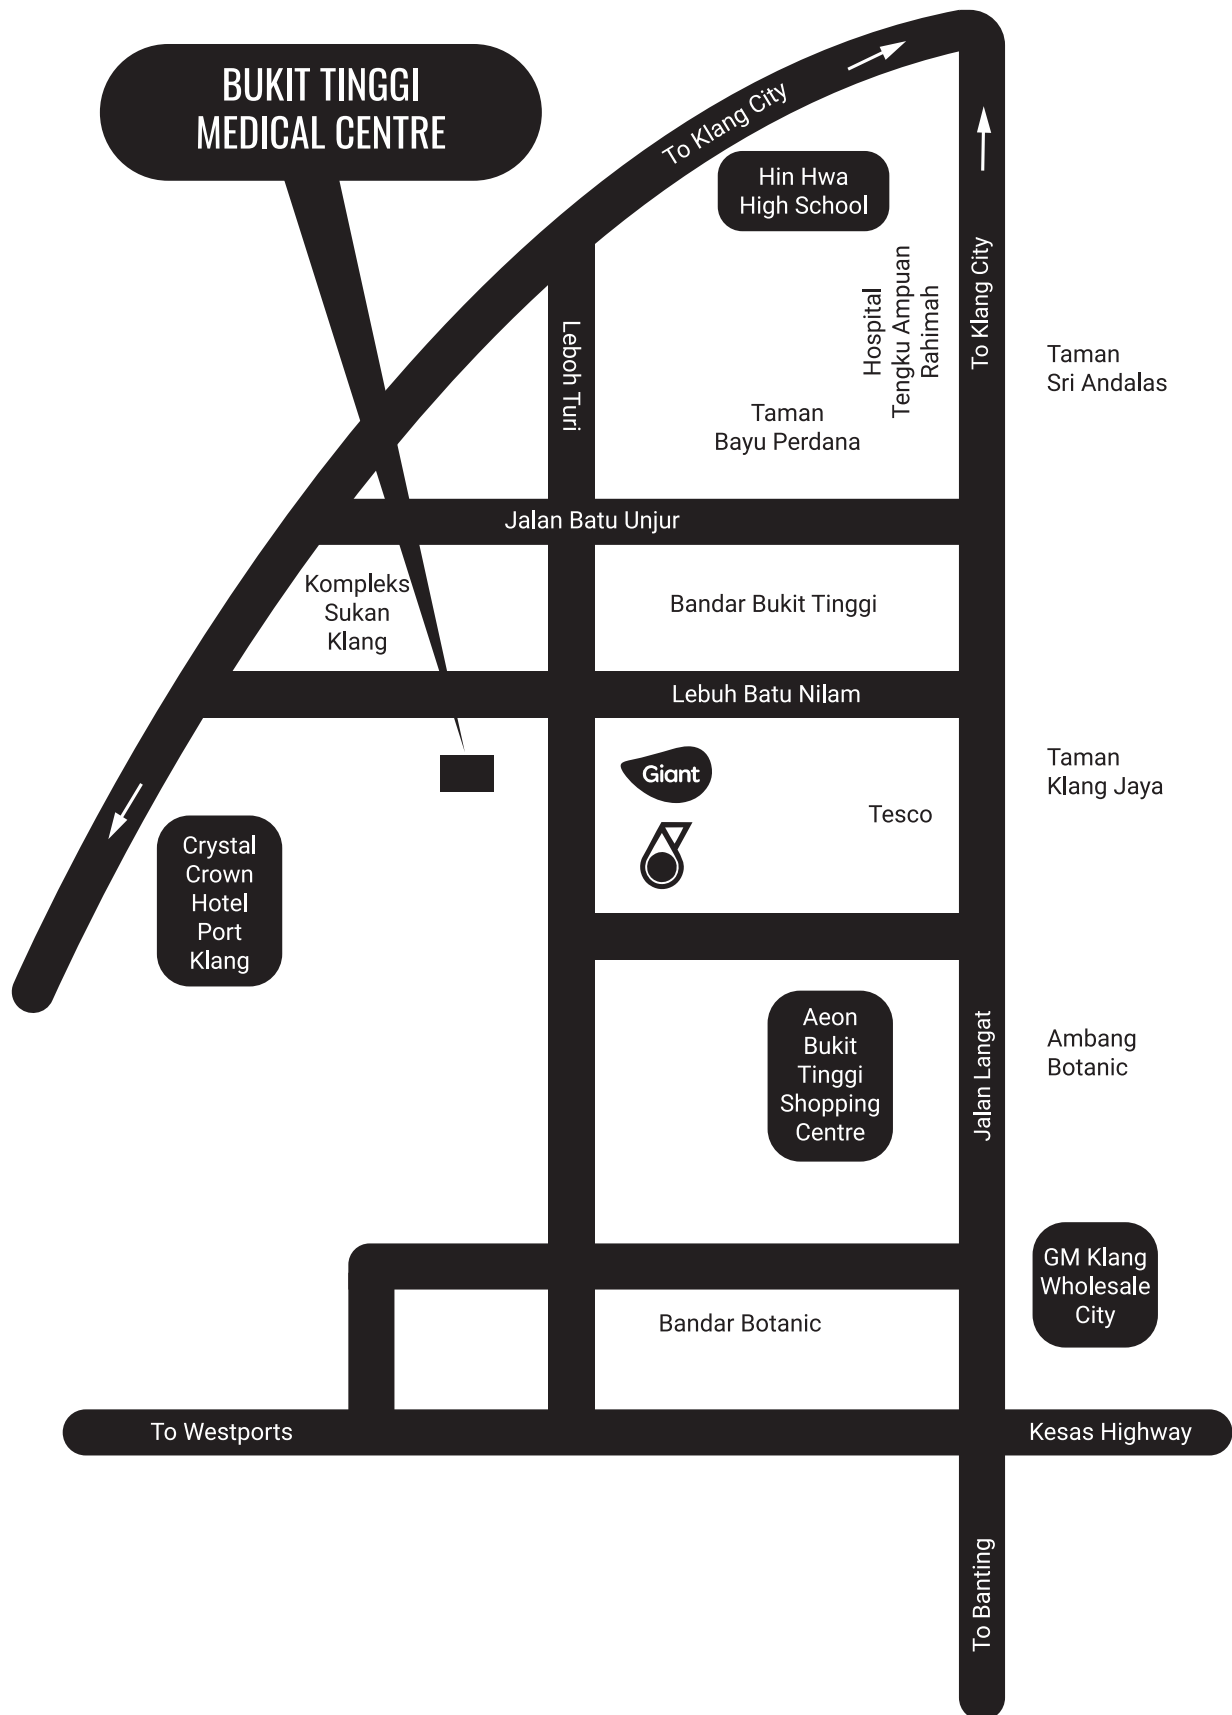 BUKIT TINGGI
MEDICAL CENTRE
To Klang City
Hin Hwa
High School
To Klang City
Hospital
Tengku Ampuan
Rahimah
Leboh Turi
Taman
Sri Andalas
Taman
Bayu Perdana
Jalan Batu Unjur
Kompleks
Sukan
Klang
Bandar Bukit Tinggi
Lebuh Batu Nilam
Giant
Taman
Klang Jaya
Tesco
Crystal
Crown
Hotel
Port
Klang
Aeon
Bukit
Tinggi
Shopping
Centre
Jalan Langat
Ambang
Botanic
GM Klang
Wholesale
City
Bandar Botanic
To Westports
Kesas Highway
To Banting